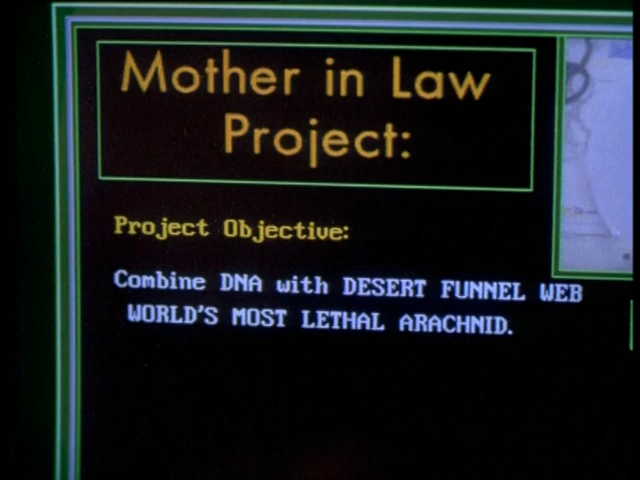 Mother in Law
Project:
Project Objective:
Combine DNA with DESERT FUNNEL WEB
WORLD'S MOST LETHAL ARACHNID.